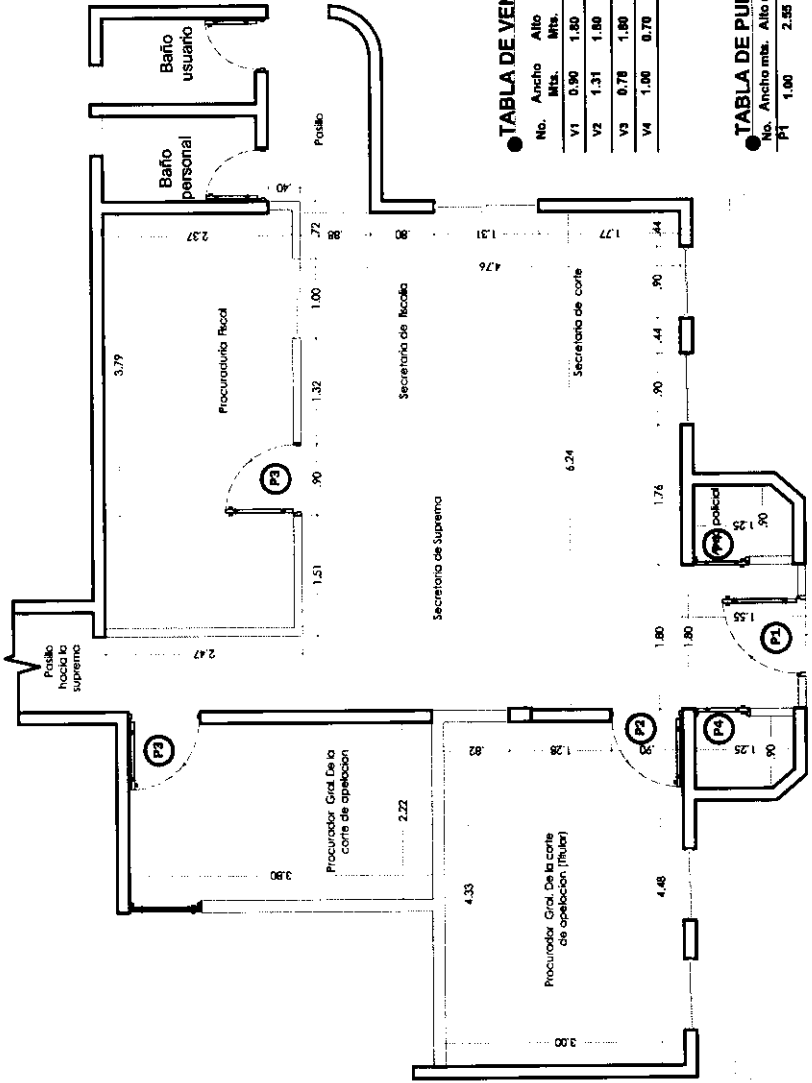 Baño
usuario
Baño
personal
Pasillo
.40
2.37
.72
.88
.80
1.31
1.77
4.76
3.79
Procuraduria Fiscal
1.00
1.32
.90
1.51
P3
Secretaria de fiscalia
Secretaria de corte
Secretaria de Suprema
6.24
.44
.90
.44
.90
1.76
1.80
1.80
Pasillo
hacia la
suprema
2.47
P3
Procurador Gral. De la
corte de apelacion
2.22
3.80
.82
1.28
.90
P2
4.33
Procurador Gral. De la corte
de apelacion (Titular)
4.48
3.00
policial
1.25
.90
1.55
P1
P4
1.25
.90
TABLA DE VEN
No. Ancho Mts. Alto Mts.
V1 0.90 1.80
V2 1.31 1.80
V3 0.78 1.80
V4 1.00 0.70
TABLA DE PUE
No. Ancho mts. Alto
P1 1.00 2.55